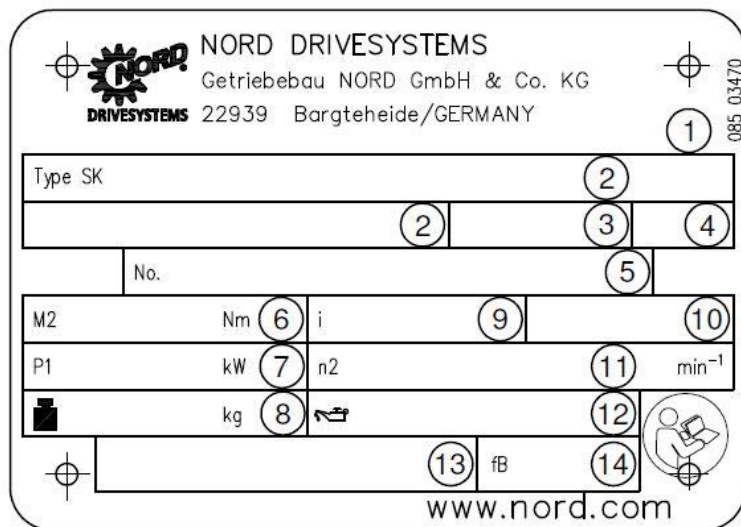 NORD DRIVESYSTEMS
NORD
DRIVESYSTEMS
Getriebebau NORD GmbH & Co. KG
22939 Bargteheide/GERMANY
085 03470
1
Type SK 2
2 3 4
No. 5
M2 Nm 6 i 9 10
P1 kW 7 n2 11 min⁻¹
kg 8 12
13 fB 14
www.nord.com